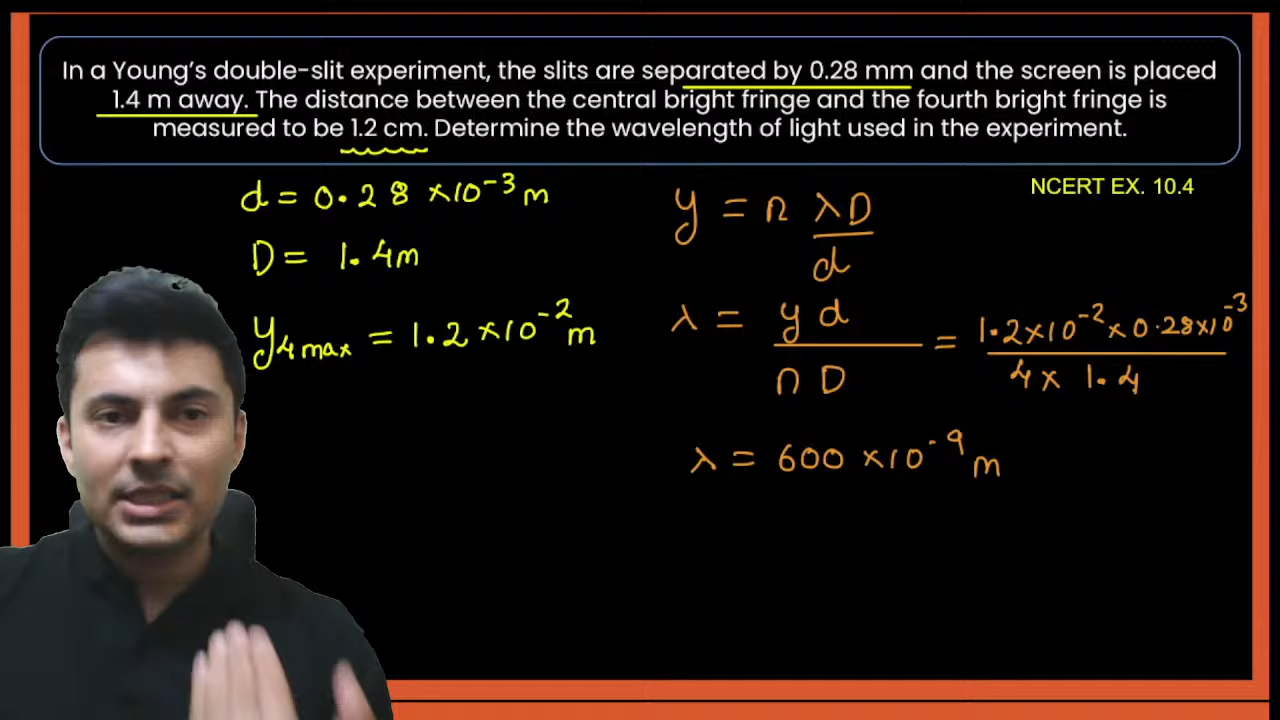 In a Young's double-slit experiment, the slits are separated by 0.28 mm and the screen is placed
1.4 m away. The distance between the central bright fringe and the fourth bright fringe is
measured to be 1.2 cm. Determine the wavelength of light used in the experiment.
NCERT EX. 10.4
d = 0.28 ×10⁻³ m
D = 1.4m
y₄ max = 1.2 ×10⁻² m
y = n λD / d
λ = y d / n D = 1.2×10⁻² × 0.28×10⁻³ / 4 × 1.4
λ = 600 ×10⁻⁹ m